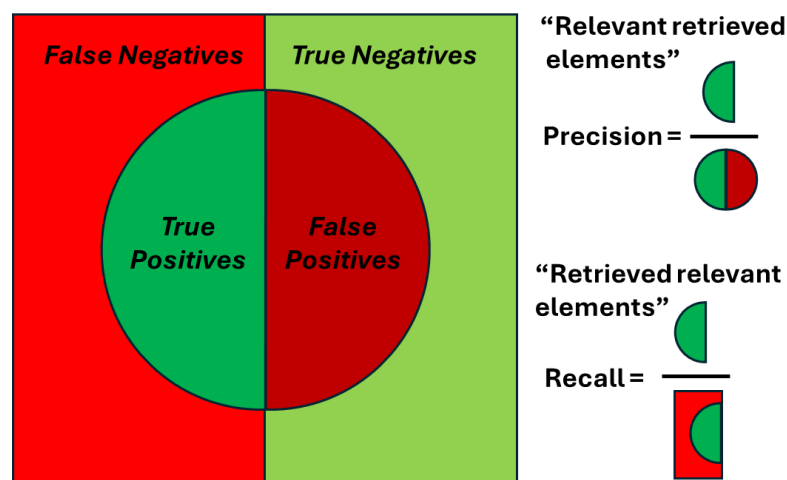 False Negatives
True Negatives
True
Positives
False
Positives
“Relevant retrieved
elements”
Precision =
“Retrieved relevant
elements”
Recall =